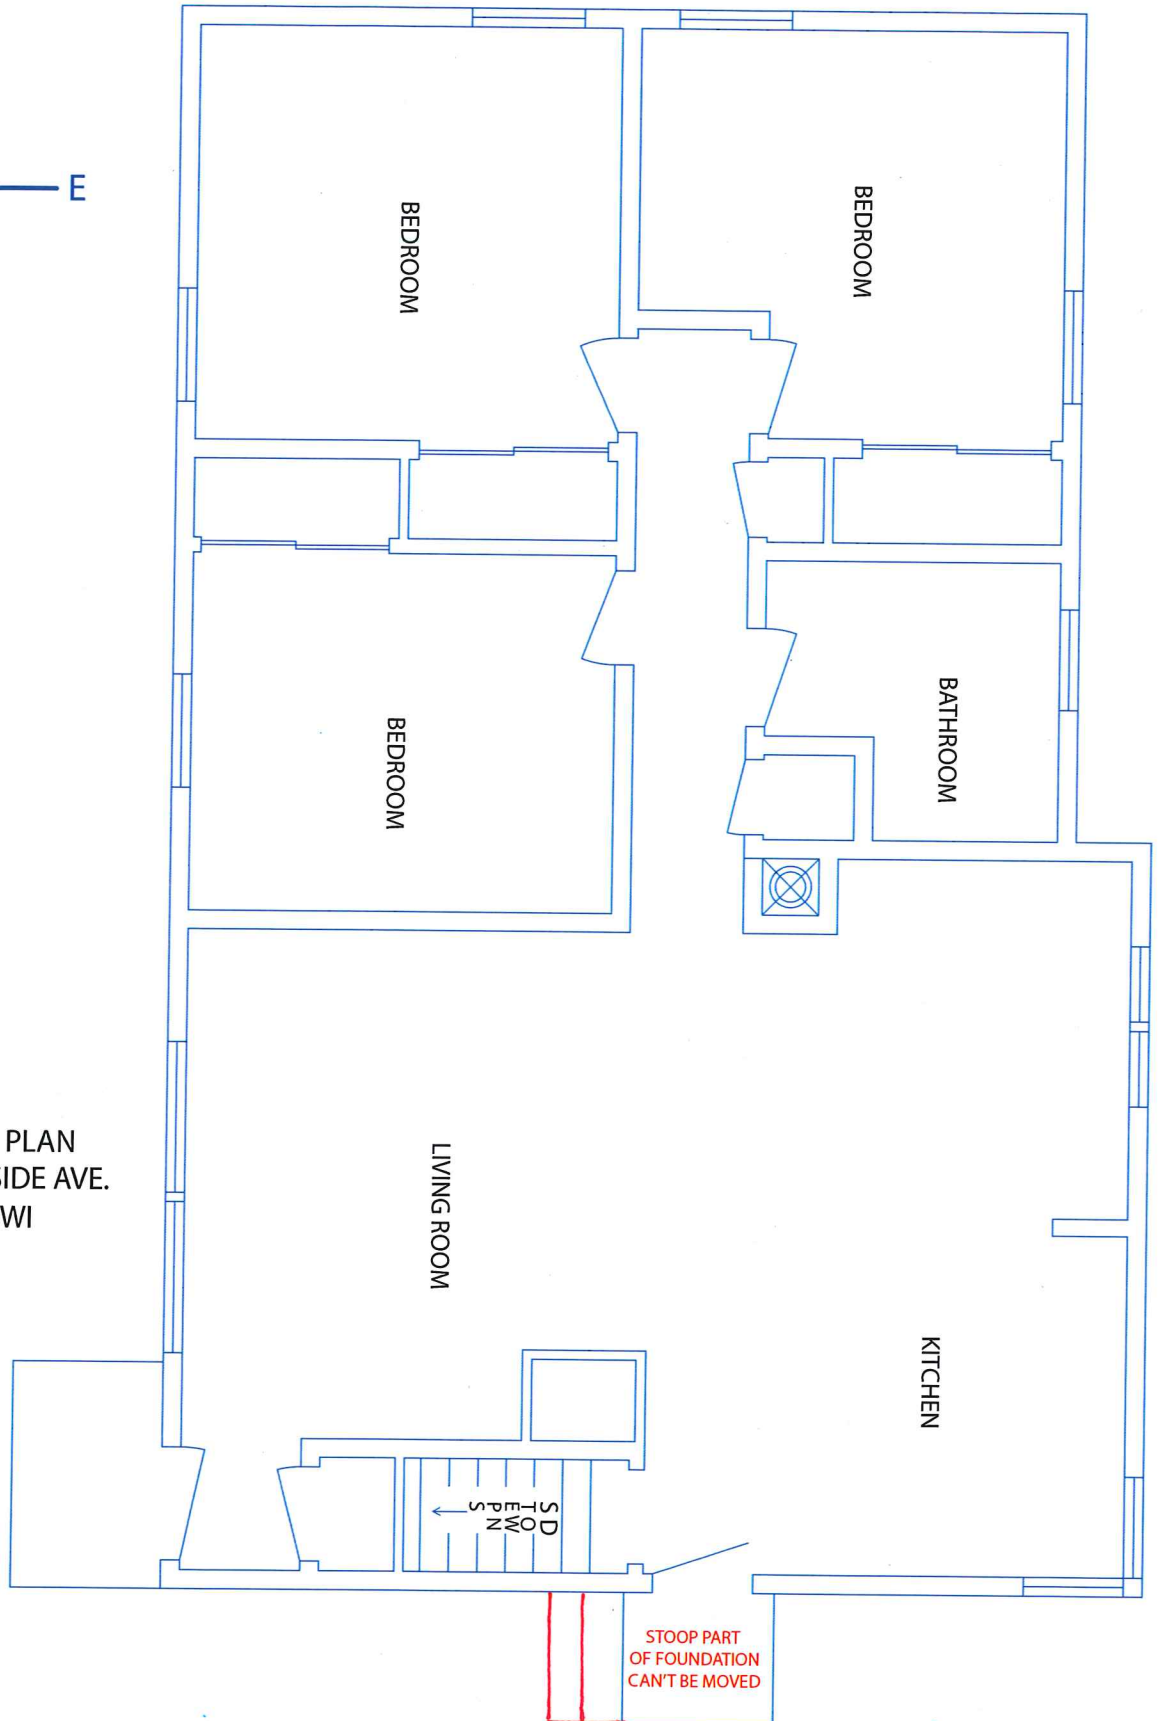 E
BEDROOM
BEDROOM
BEDROOM
BATHROOM
PLAN
SIDE AVE.
WI
LIVING ROOM
KITCHEN
STEPS
DOWN
STOOP PART
OF FOUNDATION
CAN'T BE MOVED